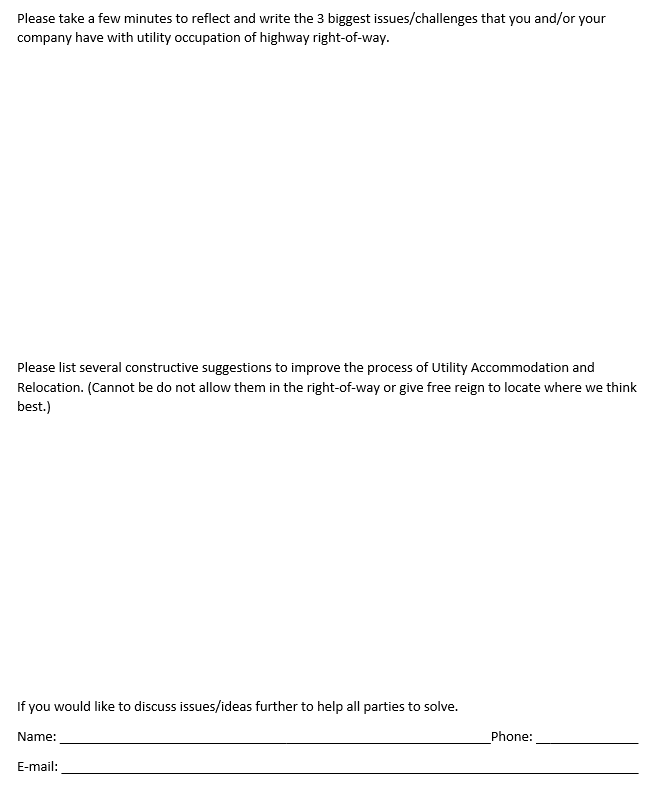 Please take a few minutes to reflect and write the 3 biggest issues/challenges that you and/or your
company have with utility occupation of highway right-of-way.
Please list several constructive suggestions to improve the process of Utility Accommodation and
Relocation. (Cannot be do not allow them in the right-of-way or give free reign to locate where we think
best.)
If you would like to discuss issues/ideas further to help all parties to solve.
Name: Phone:
E-mail: